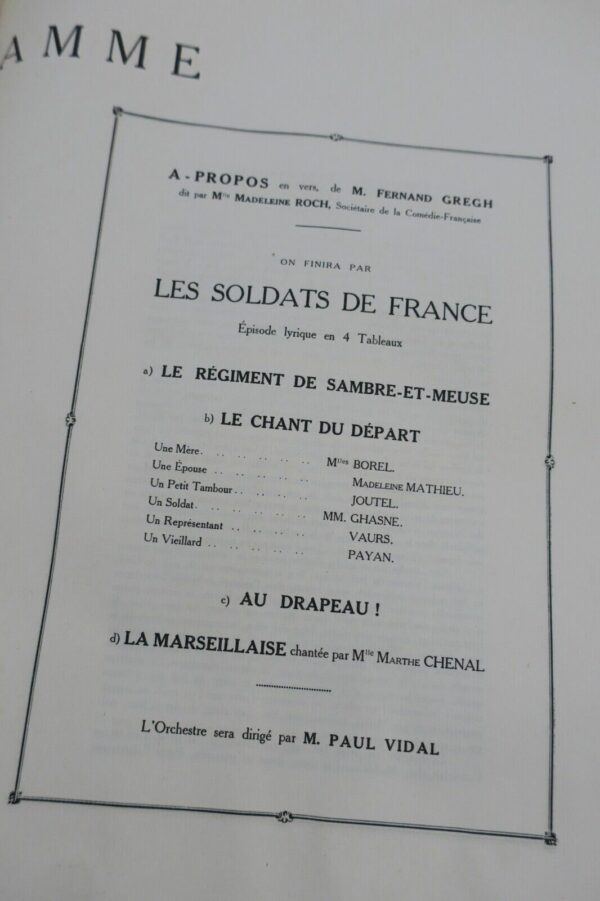 AMME
A-PROPOS en vers, de M. FERNAND GREGH
dit par Mlle MADELEINE ROCH, Sociétaire de la Comédie-Française
ON FINIRA PAR
LES SOLDATS DE FRANCE
Épisode lyrique en 4 Tableaux
a) LE RÉGIMENT DE SAMBRE-ET-MEUSE
b) LE CHANT DU DÉPART
Une Mère. .. .. .. .. .. Mlles BOREL.
Une Épouse .. .. .. .. .. MADELEINE MATHIEU.
Un Petit Tambour .. .. .. .. JOUTEL.
Un Soldat. .. .. .. .. .. MM. GHASNE.
Un Représentant .. .. .. .. VAURS.
Un Vieillard .. .. .. .. .. PAYAN.
c) AU DRAPEAU !
d) LA MARSEILLAISE chantée par Mlle MARTHE CHENAL
L'Orchestre sera dirigé par M. PAUL VIDAL